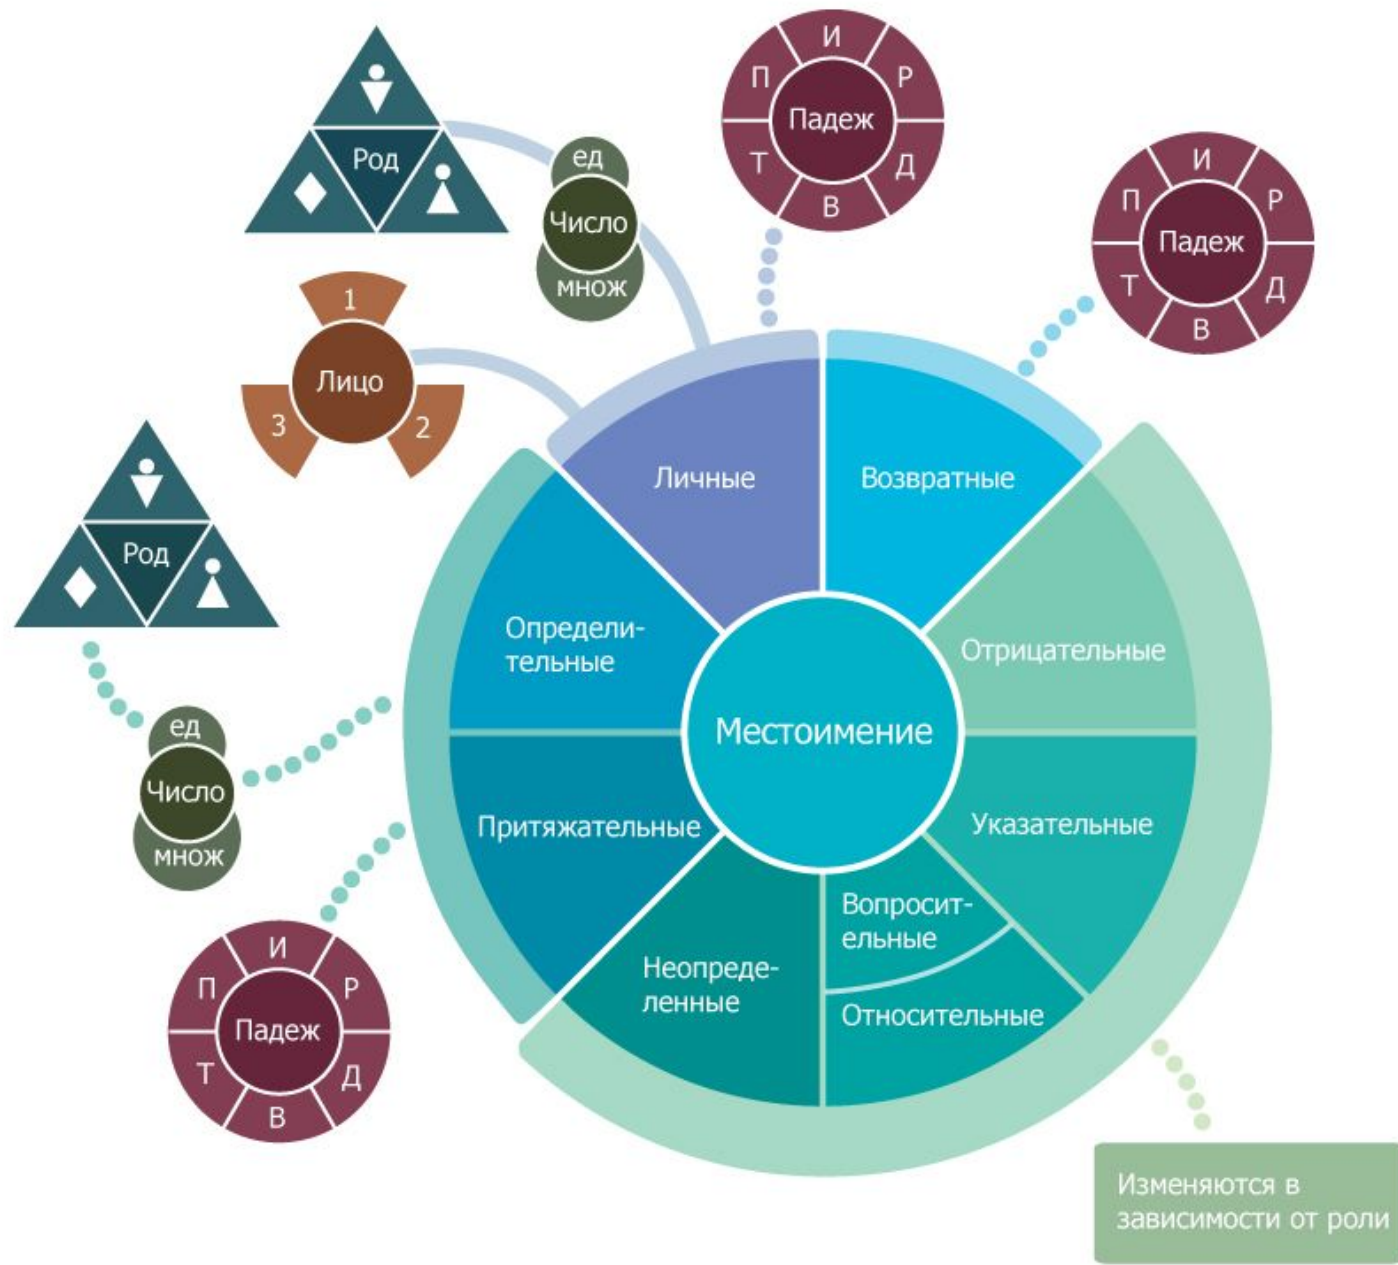 И
П
Р
Падеж
Т
Д
В
Род
ед
Число
множ
И
П
Р
Падеж
Т
Д
В
1
Лицо
3
2
Личные
Возвратные
Род
Определи-
тельные
Отрицательные
ед
Число
множ
Местоимение
Притяжательные
Указательные
Вопросит-
ельные
Неопреде-
ленные
Относительные
И
П
Р
Падеж
Т
Д
В
Изменяются в
зависимости от роли